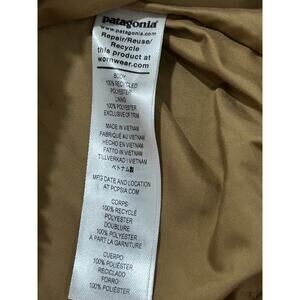 patagonia®
www.patagonia.com
Repair/Reuse/
Recycle
this product at
wornwear.com
BODY:
100% RECYCLED
POLYESTER
LINING:
100% POLYESTER
EXCLUSIVE OF TRIM
MADE IN VIETNAM
FABRIQUÉ AU VIETNAM
HECHO EN VIETNAM
FATTO IN VIETNAM
TILLVERKAD I VIETNAM
ベトナム製
MFG DATE AND LOCATION
AT PCPSIA.COM
CORPS:
100% RECYCLÉ
POLYESTER
DOUBLURE:
100% POLYESTER
À PART LA GARNITURE
CUERPO:
100% POLIÉSTER
RECICLADO
FORRO:
100% POLIÉSTER